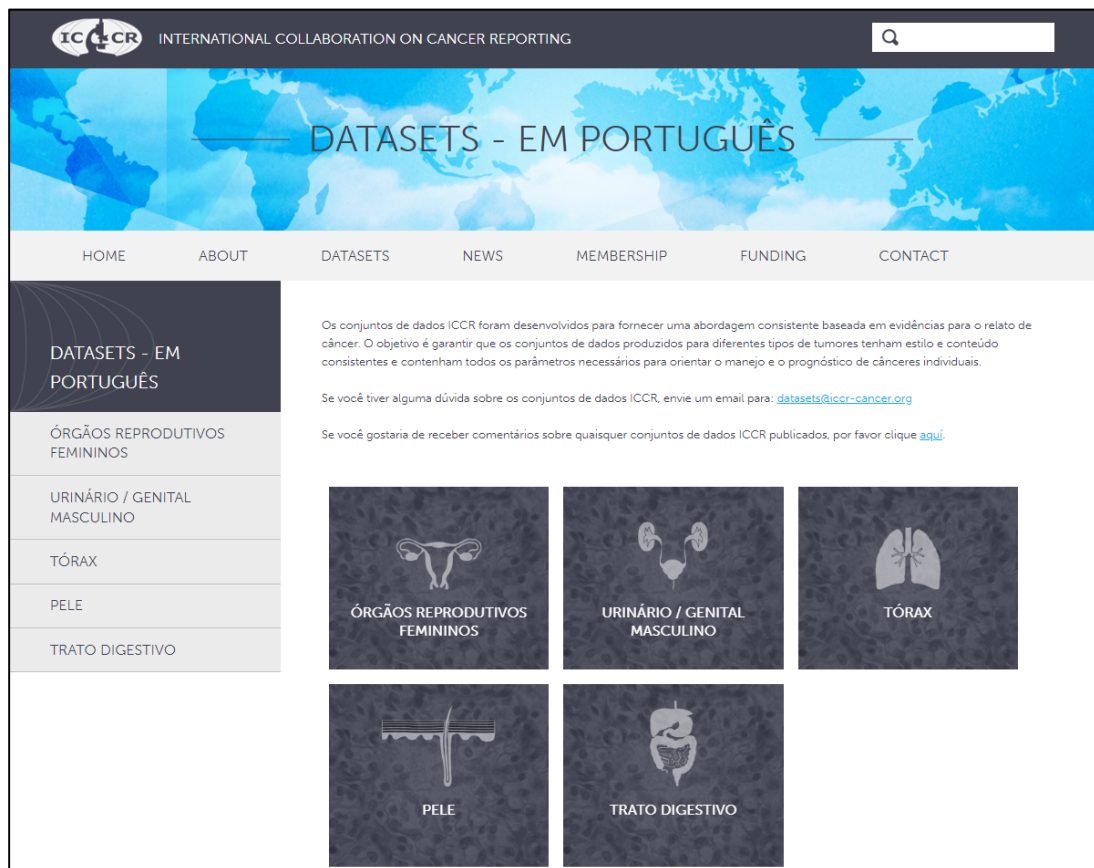 ICCR INTERNATIONAL COLLABORATION ON CANCER REPORTING
DATASETS - EM PORTUGUÊS
HOME ABOUT DATASETS NEWS MEMBERSHIP FUNDING CONTACT
DATASETS - EM
PORTUGUÊS
ÓRGÃOS REPRODUTIVOS
FEMININOS
URINÁRIO / GENITAL
MASCULINO
TÓRAX
PELE
TRATO DIGESTIVO
Os conjuntos de dados ICCR foram desenvolvidos para fornecer uma abordagem consistente baseada em evidências para o relato de
câncer. O objetivo é garantir que os conjuntos de dados produzidos para diferentes tipos de tumores tenham estilo e conteúdo
consistentes e contenham todos os parâmetros necessários para orientar o manejo e o prognóstico de cânceres individuais.
Se você tiver alguma dúvida sobre os conjuntos de dados ICCR, envie um email para: datasets@iccr-cancer.org
Se você gostaria de receber comentários sobre quaisquer conjuntos de dados ICCR publicados, por favor clique aquí.
ÓRGÃOS REPRODUTIVOS
FEMININOS
URINÁRIO / GENITAL
MASCULINO
TÓRAX
PELE
TRATO DIGESTIVO